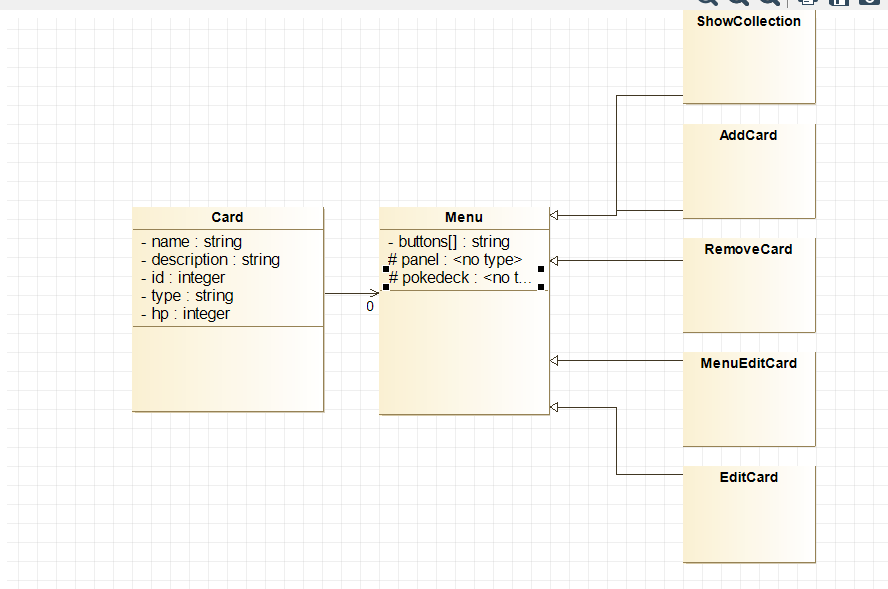 ShowCollection
AddCard
Card
- name : string
- description : string
- id : integer
- type : string
- hp : integer
0
Menu
- buttons[] : string
# panel : <no type>
# pokedeck : <no t...
RemoveCard
MenuEditCard
EditCard